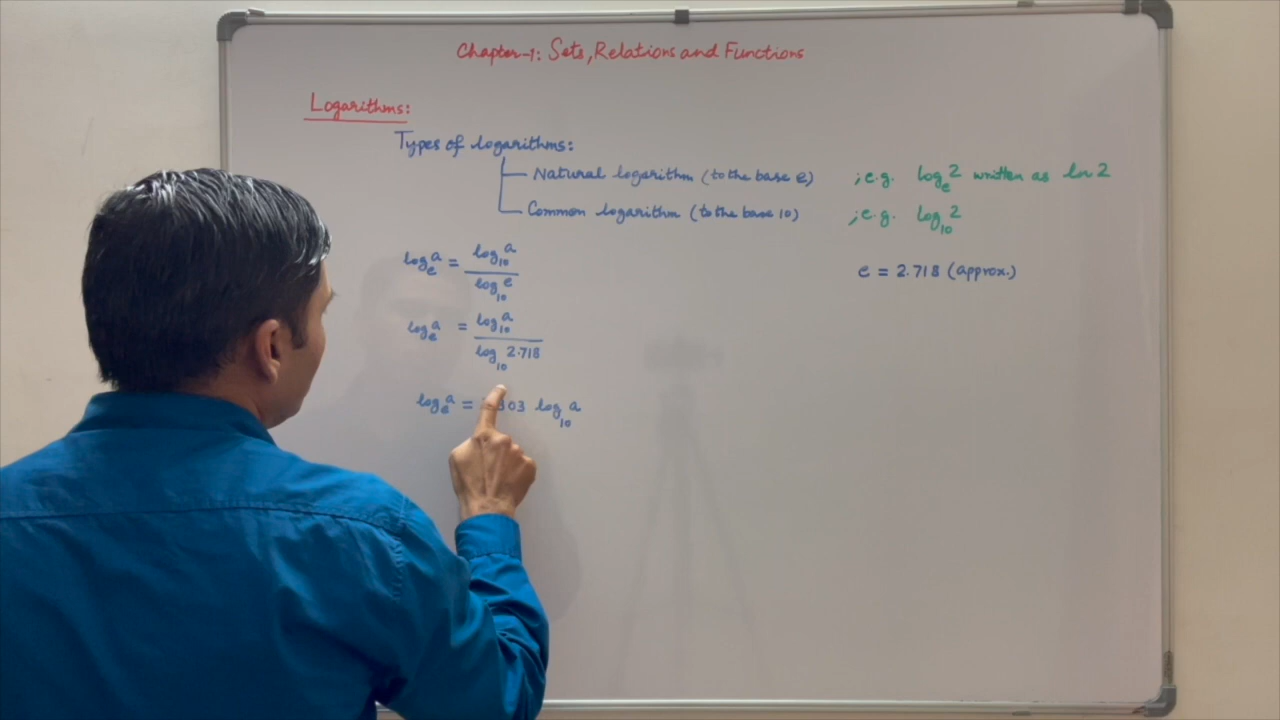 Chapter-1: Sets, Relations and Functions
Logarithms:
Types of logarithms:
Natural logarithm (to the base e) ; e.g. log_e 2 written as ln 2
Common logarithm (to the base 10) ; e.g. log_10 2
log_e a = log_10 a / log_10 e
e = 2.718 (approx.)
log_e a = log_10 a / log_10 2.718
log_e a = 03 log_10 a